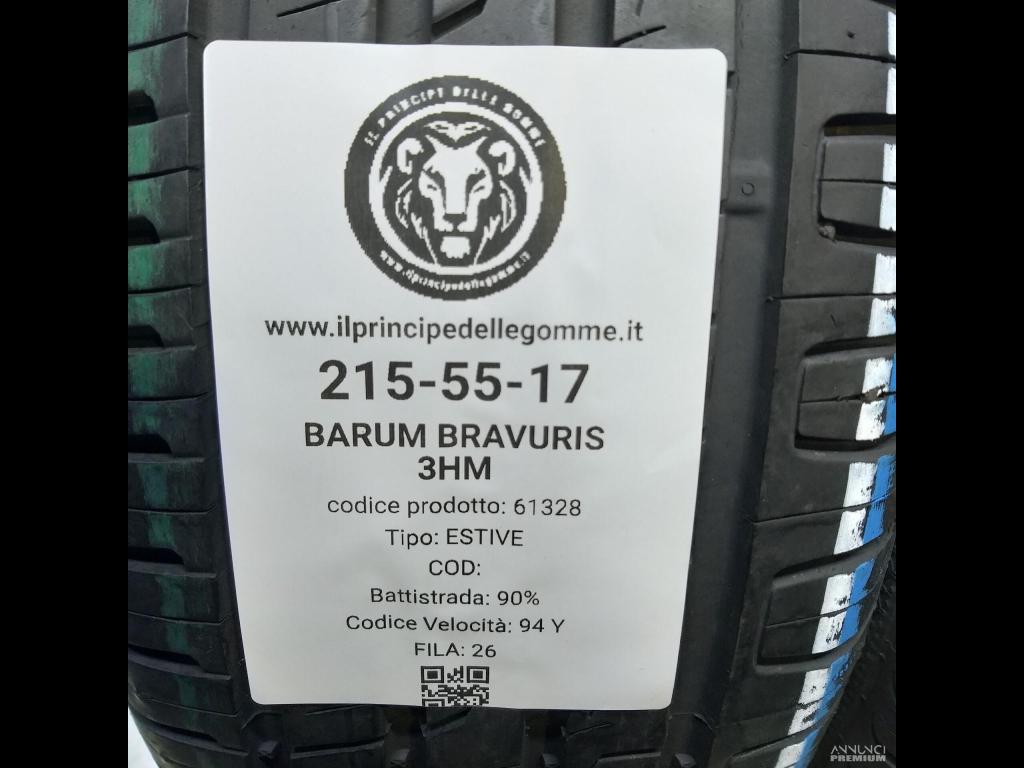 IL PRINCIPE DELLE GOMME
www.ilprincipedellegomme.it
www.ilprincipedellegomme.it
215-55-17
BARUM BRAVURIS
3HM
codice prodotto: 61328
Tipo: ESTIVE
COD:
Battistrada: 90%
Codice Velocità: 94 Y
FILA: 26
ANNUNCI
PREMIUM